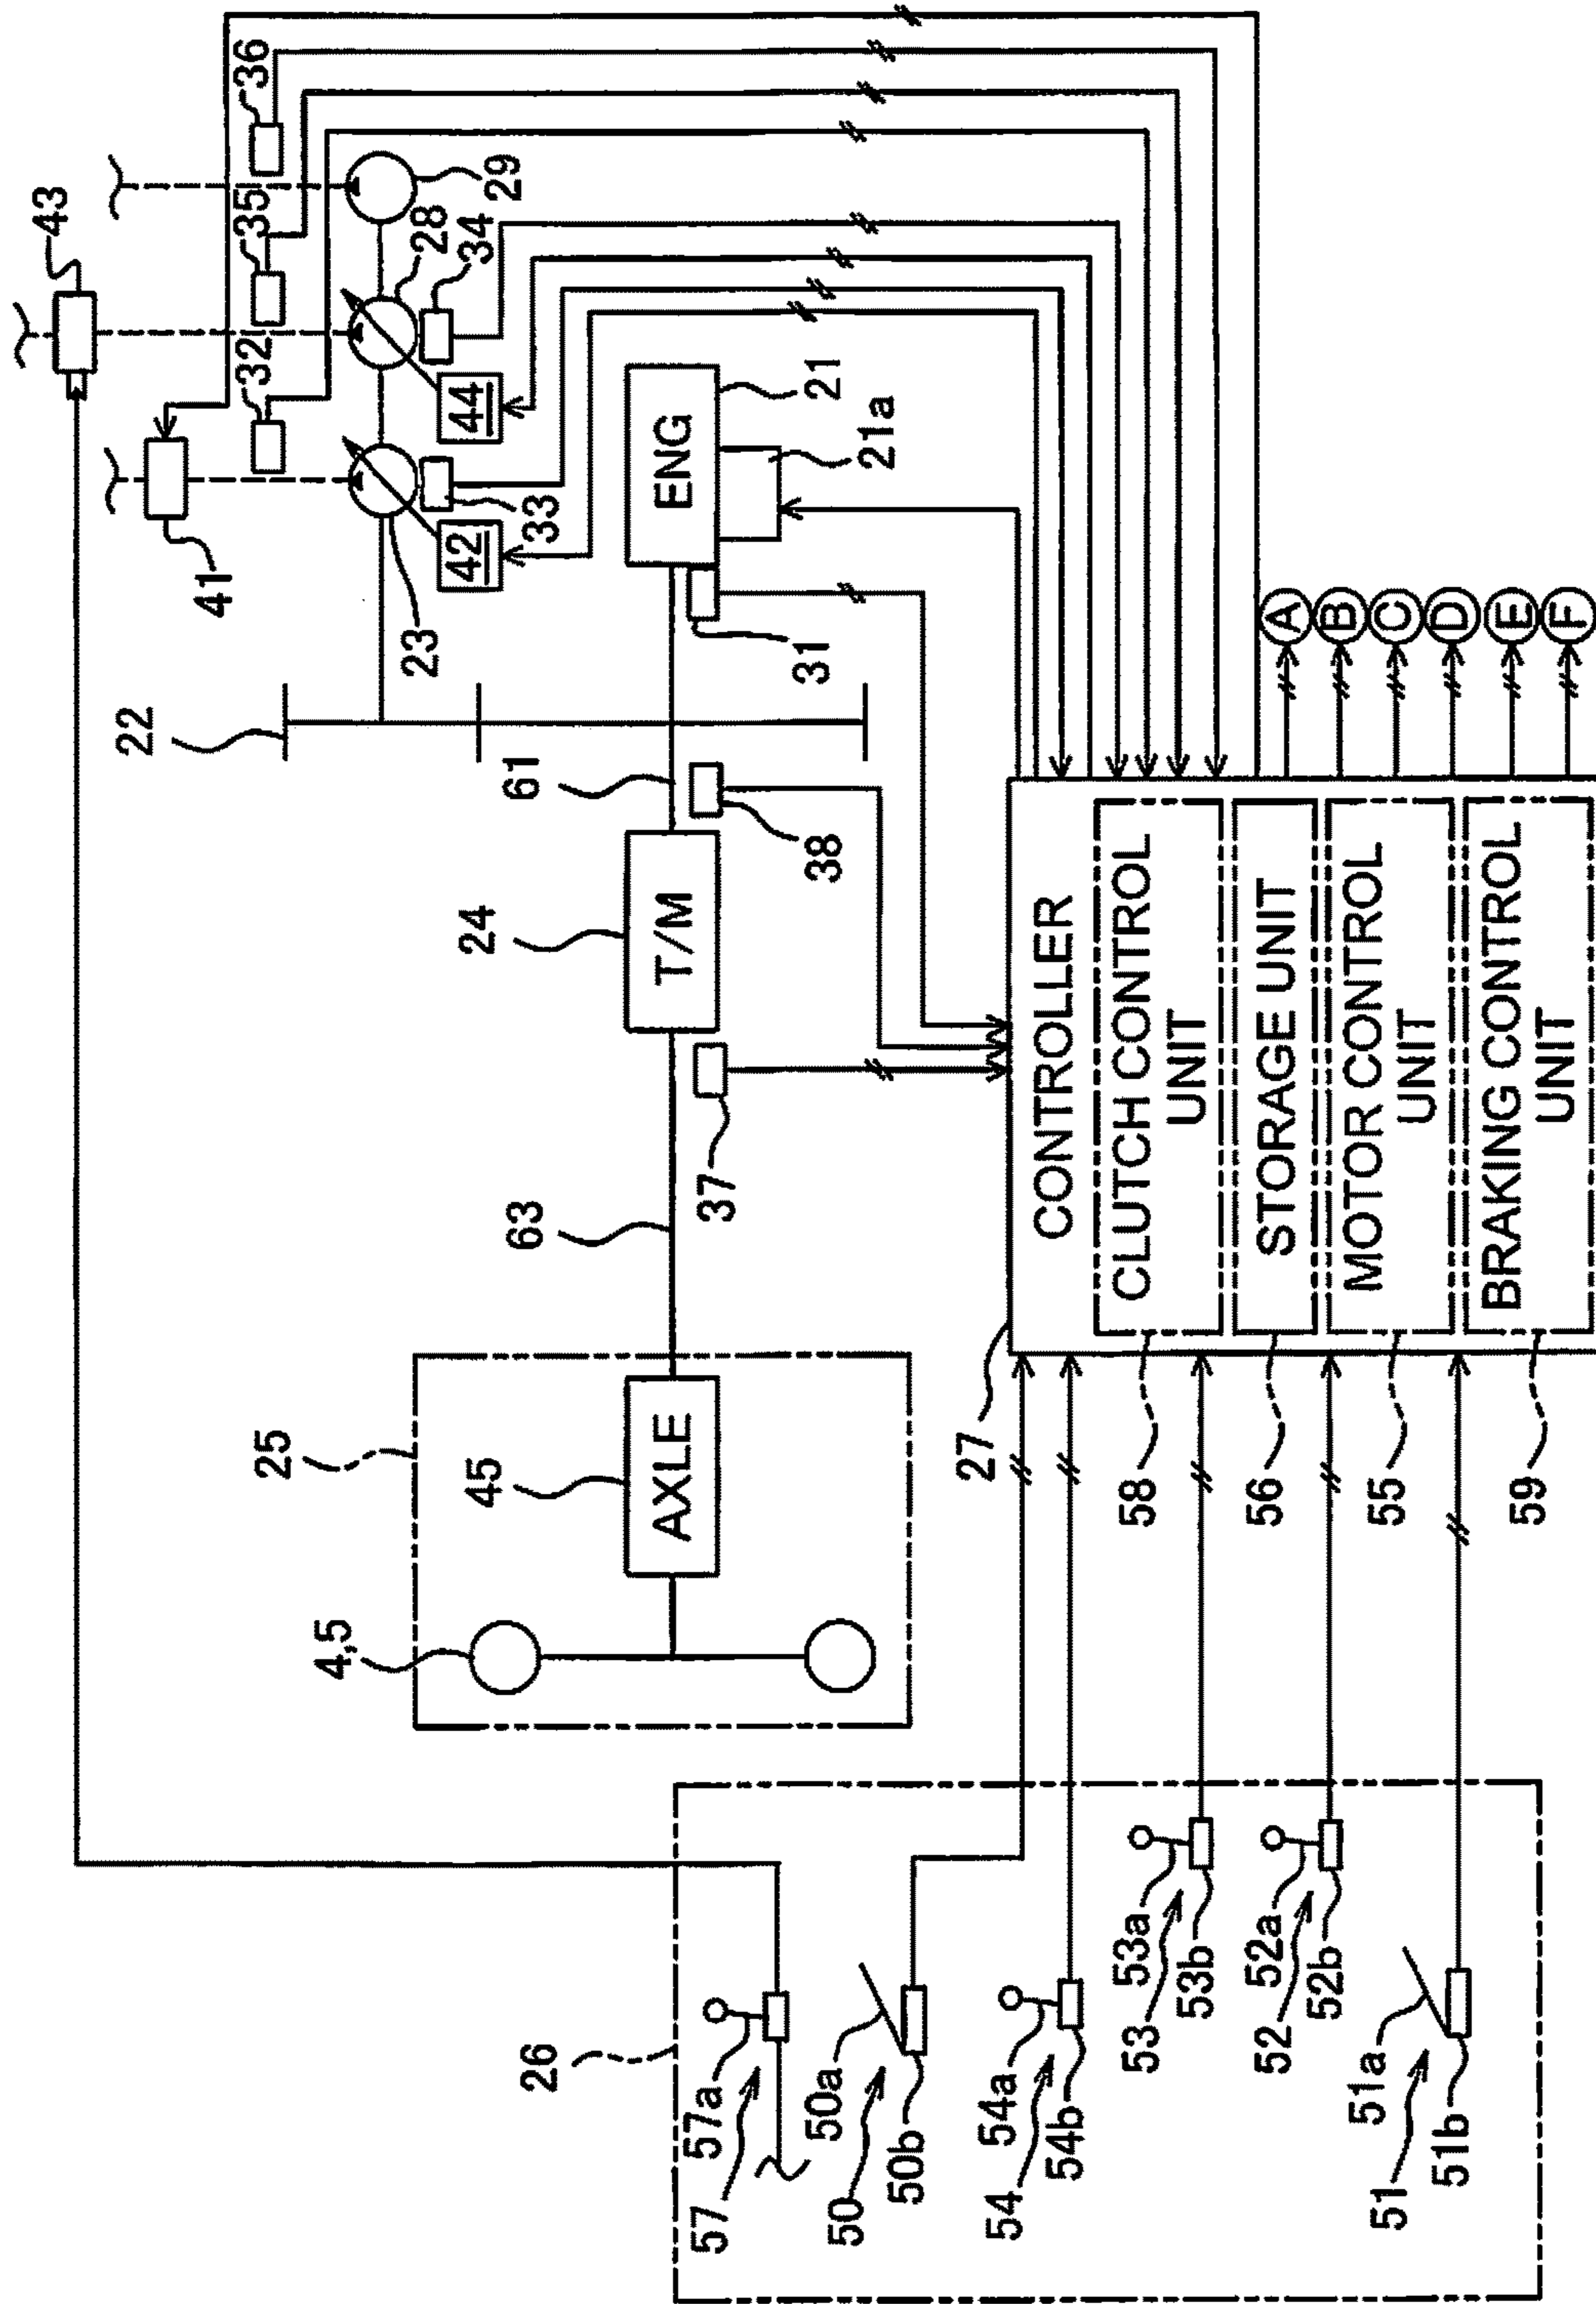 43
36
35
32
41
29
28
34
44
33
42
23
22
ENG
21
21a
31
61
38
T/M
24
37
63
25
AXLE
45
4,5
27
CONTROLLER
CLUTCH CONTROL
UNIT
58
STORAGE UNIT
56
MOTOR CONTROL
UNIT
55
BRAKING CONTROL
UNIT
59
A
B
C
D
E
F
26
57a
57
50a
50
50b
54a
54
54b
53a
53
53b
52a
52
52b
51a
51
51b